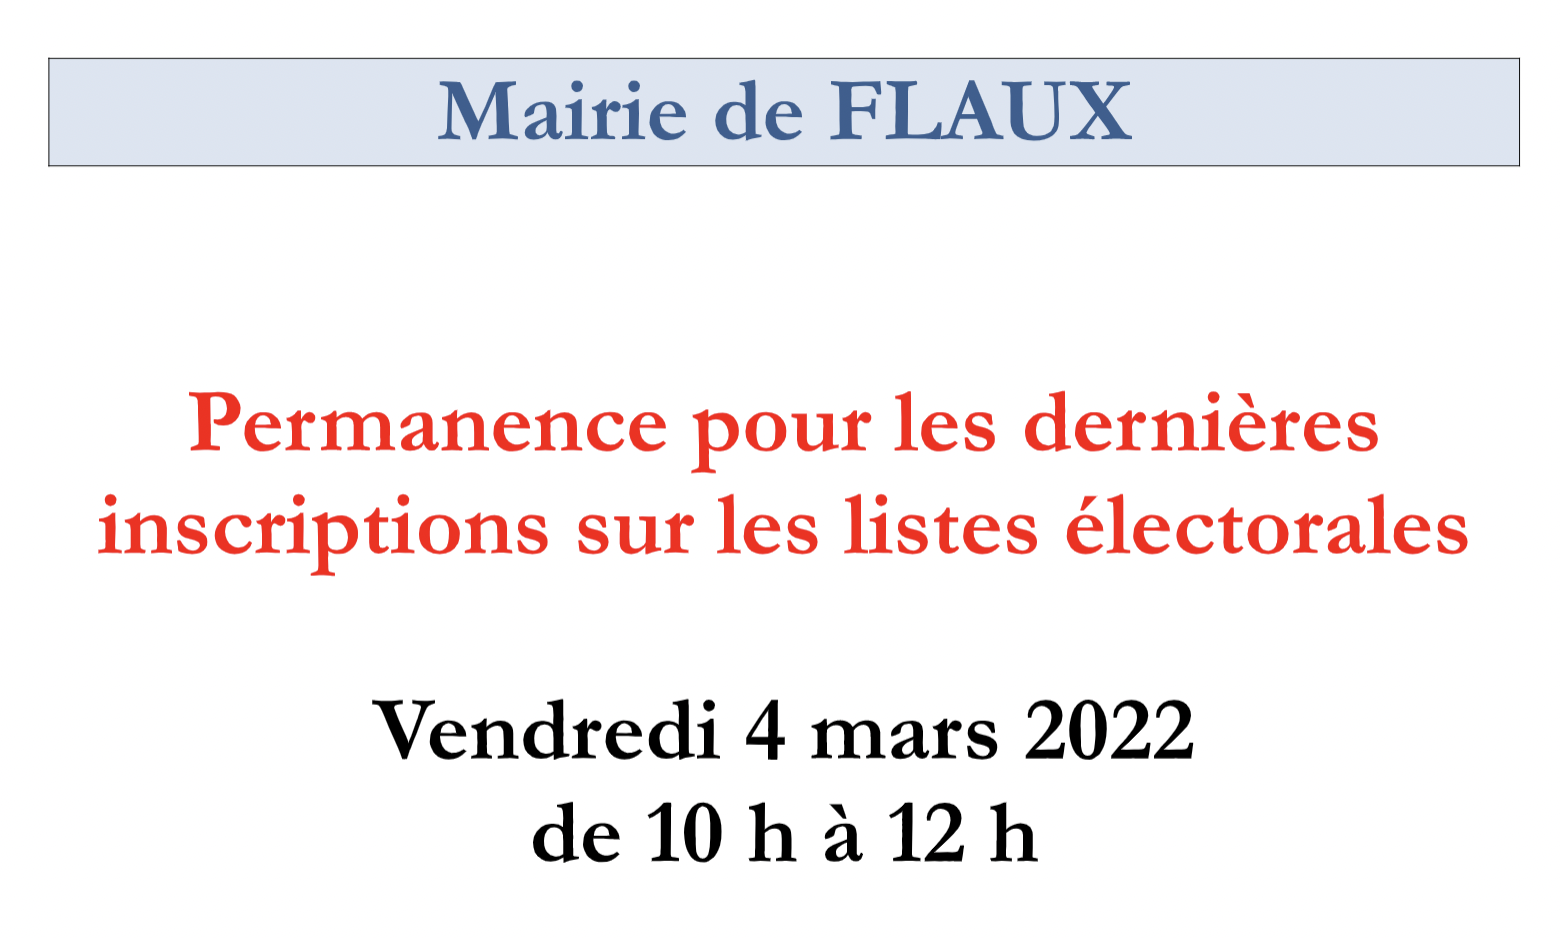 Mairie de FLAUX
Permanence pour les dernières
inscriptions sur les listes électorales
Vendredi 4 mars 2022
de 10 h à 12 h